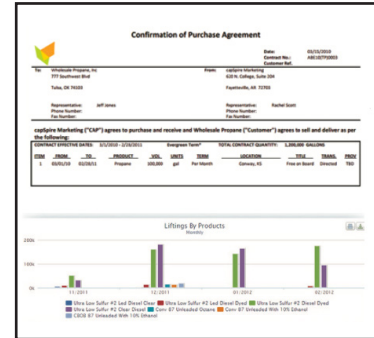 Confirmation of Purchase Agreement
Date: 03/15/2010
Contract No.: ABE10/TPS0003
Customer Ref.
To: Wholesale Propane, Inc From: capSpire Marketing
777 Southwest Blvd 610 N. College, Suite 204
Tulsa, OK 74103 Fayetteville, AR 72703
Representative: Jeff Jones Representative: Rachel Scott
Phone Number: Phone Number:
Fax Number: Fax Number:
capSpire Marketing ("CAP") agrees to purchase and receive and Wholesale Propane ("Customer") agrees to sell and deliver as per
the following:
CONTRACT EFFECTIVE DATES: 3/1/2010 - 2/28/2011 Evergreen Term* TOTAL CONTRACT QUANTITY: 1,200,000 GALLONS
ITEM FROM TO PRODUCT VOL UNITS TERM LOCATION TITLE TRANS. PROV
1 03/01/10 02/28/11 Propane 100,000 gal Per Month Conway, KS Free on Board Directed TBD
Liftings By Products
Monthly
200k
100k
0k
11/2011 12/2011 01/2012 02/2012
Ultra Low Sulfur #2 Led Diesel Clear Ultra Low Sulfur #2 Led Diesel Dyed Ultra Low Sulfur #2 Diesel Dyed
Ultra Low Sulfur #2 Clear Diesel Conv 87 Unleaded Octane Conv 87 Unleaded With 10% Ethanol
CBOB 87 Unleaded With 10% Ethanol